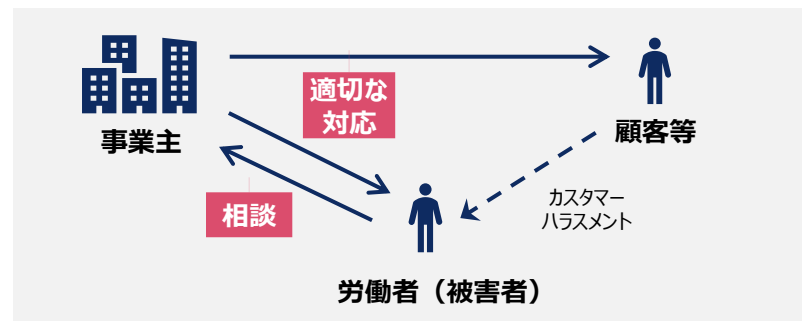 適切な
対応
事業主
顧客等
相談
カスタマー
ハラスメント
労働者（被害者）